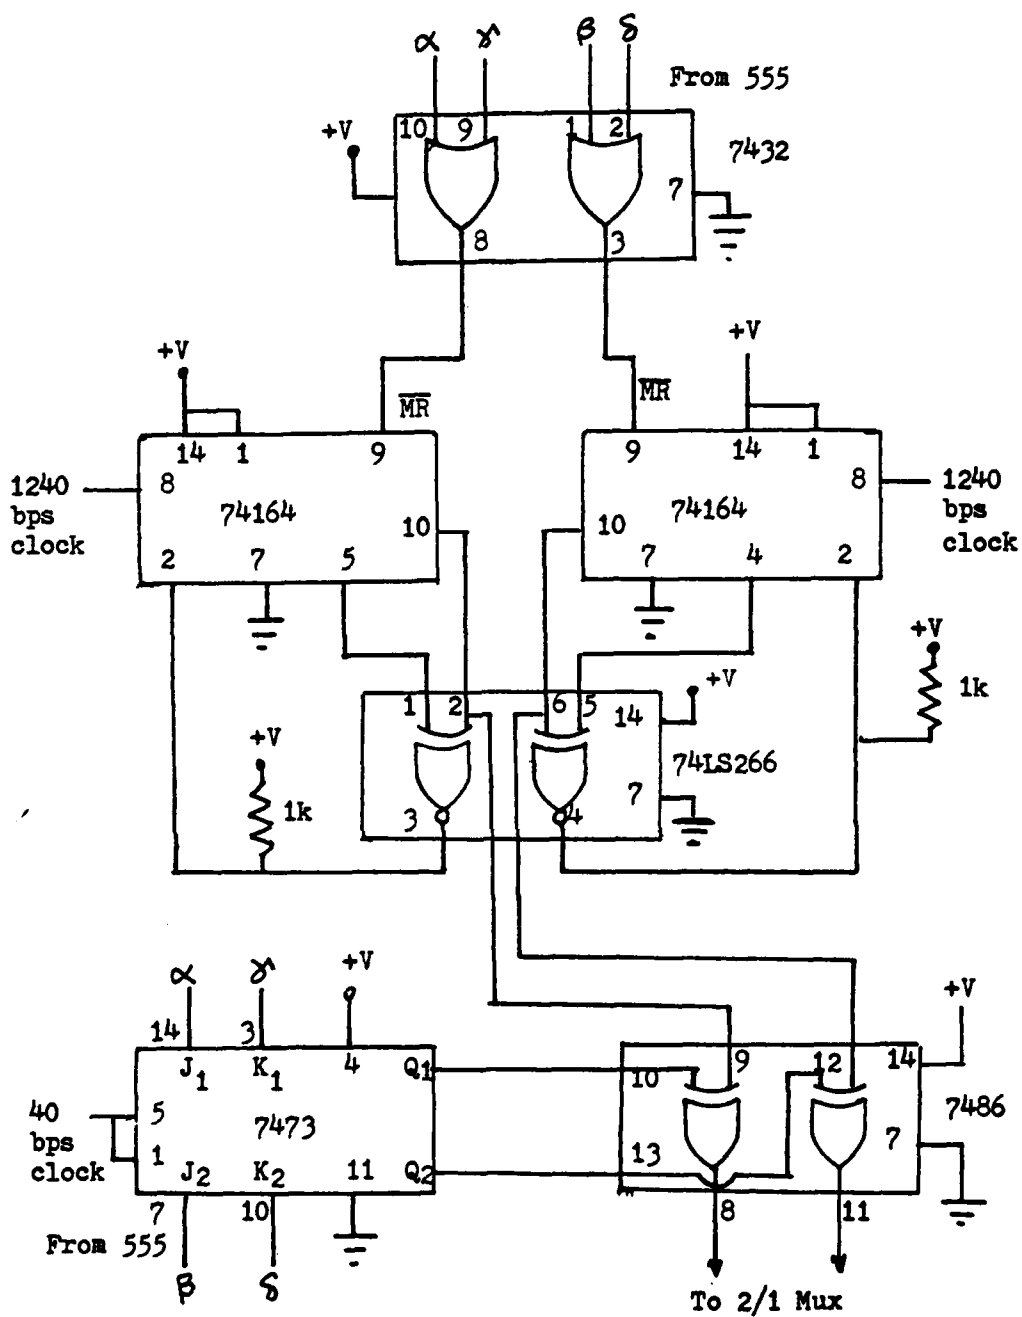 α γ β δ
From 555
+V
10 9 1 2
7432
7
8 3
+V
+V
MR
MR
14 1 9
9 14 1
8
8
1240
bps
clock
1240
bps
clock
74164
74164
10
10
2 7 5
7 4 2
+V
1k
+V
1 2 6 5
14
+V
1k
74LS266
7
3 4
α γ +V
+V
14 3
J1 K1 4 Q1
10 9 12 14
40
bps
clock
5
7473
7486
1
7
J2 K2 11 Q2
13
7 10
8 11
From 555
β δ
To 2/1 Mux